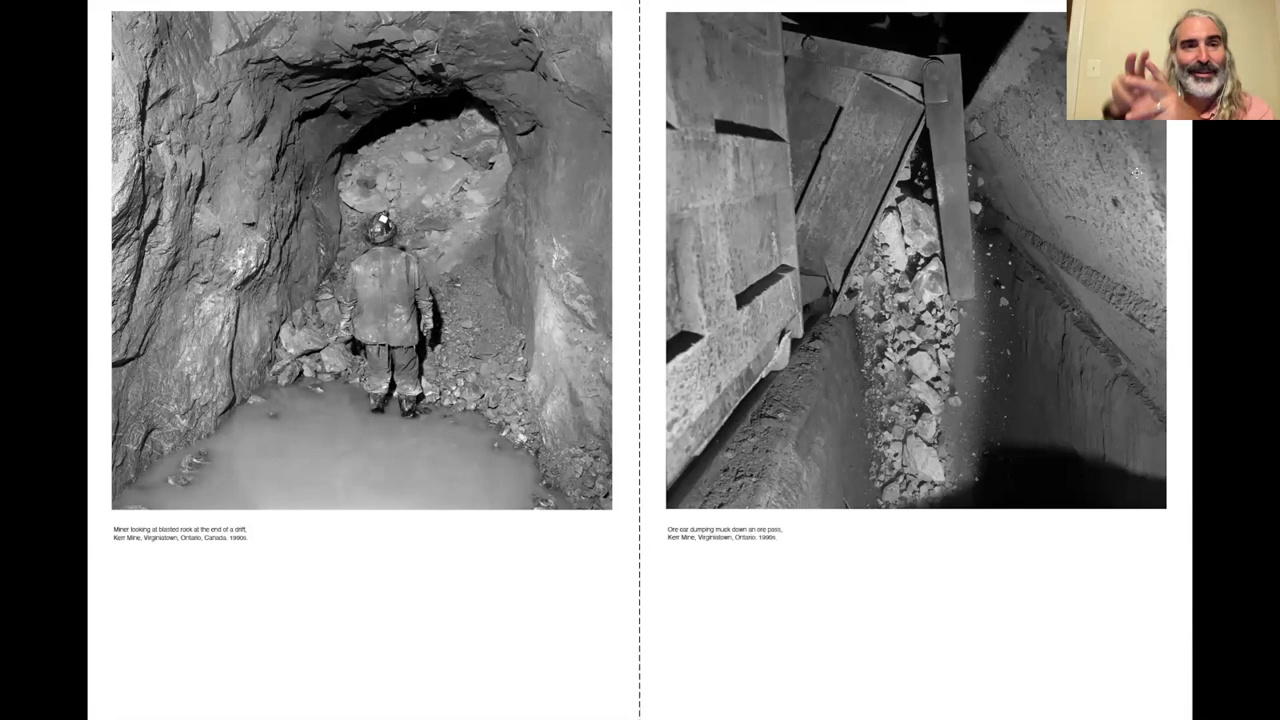 Miner looking at blasted rock at the end of a drift,
Kerr Mine, Virginiatown, Ontario, Canada. 1990s.
Ore car dumping muck down an ore pass,
Kerr Mine, Virginiatown, Ontario. 1990s.